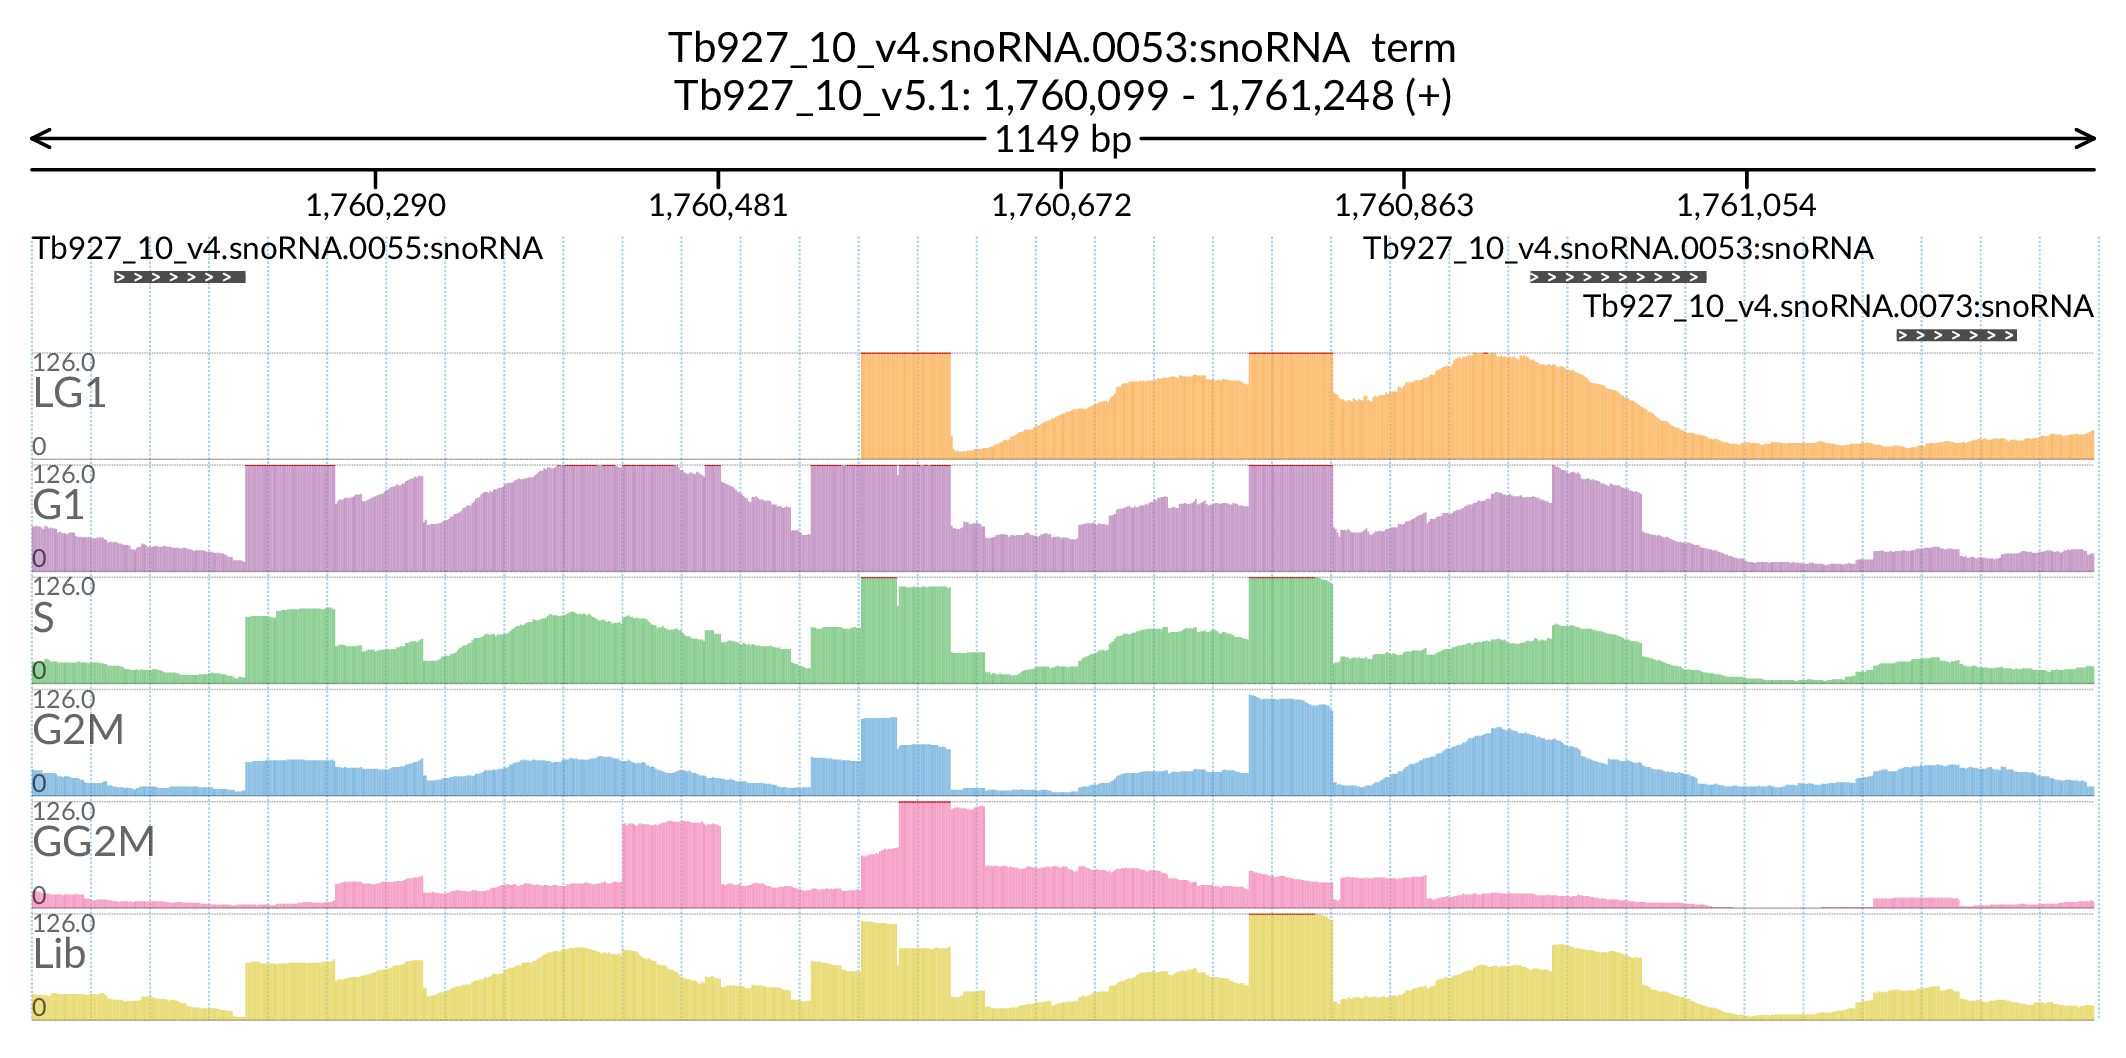 Tb927_10_v4.snoRNA.0053:snoRNA term
Tb927_10_v5.1: 1,760,099 - 1,761,248 (+)
1149 bp
1,760,290 1,760,481 1,760,672 1,760,863 1,761,054
Tb927_10_v4.snoRNA.0055:snoRNA Tb927_10_v4.snoRNA.0053:snoRNA
Tb927_10_v4.snoRNA.0073:snoRNA
126.0
LG1
0
126.0
G1
0
126.0
S
0
126.0
G2M
0
126.0
GG2M
0
126.0
Lib
0